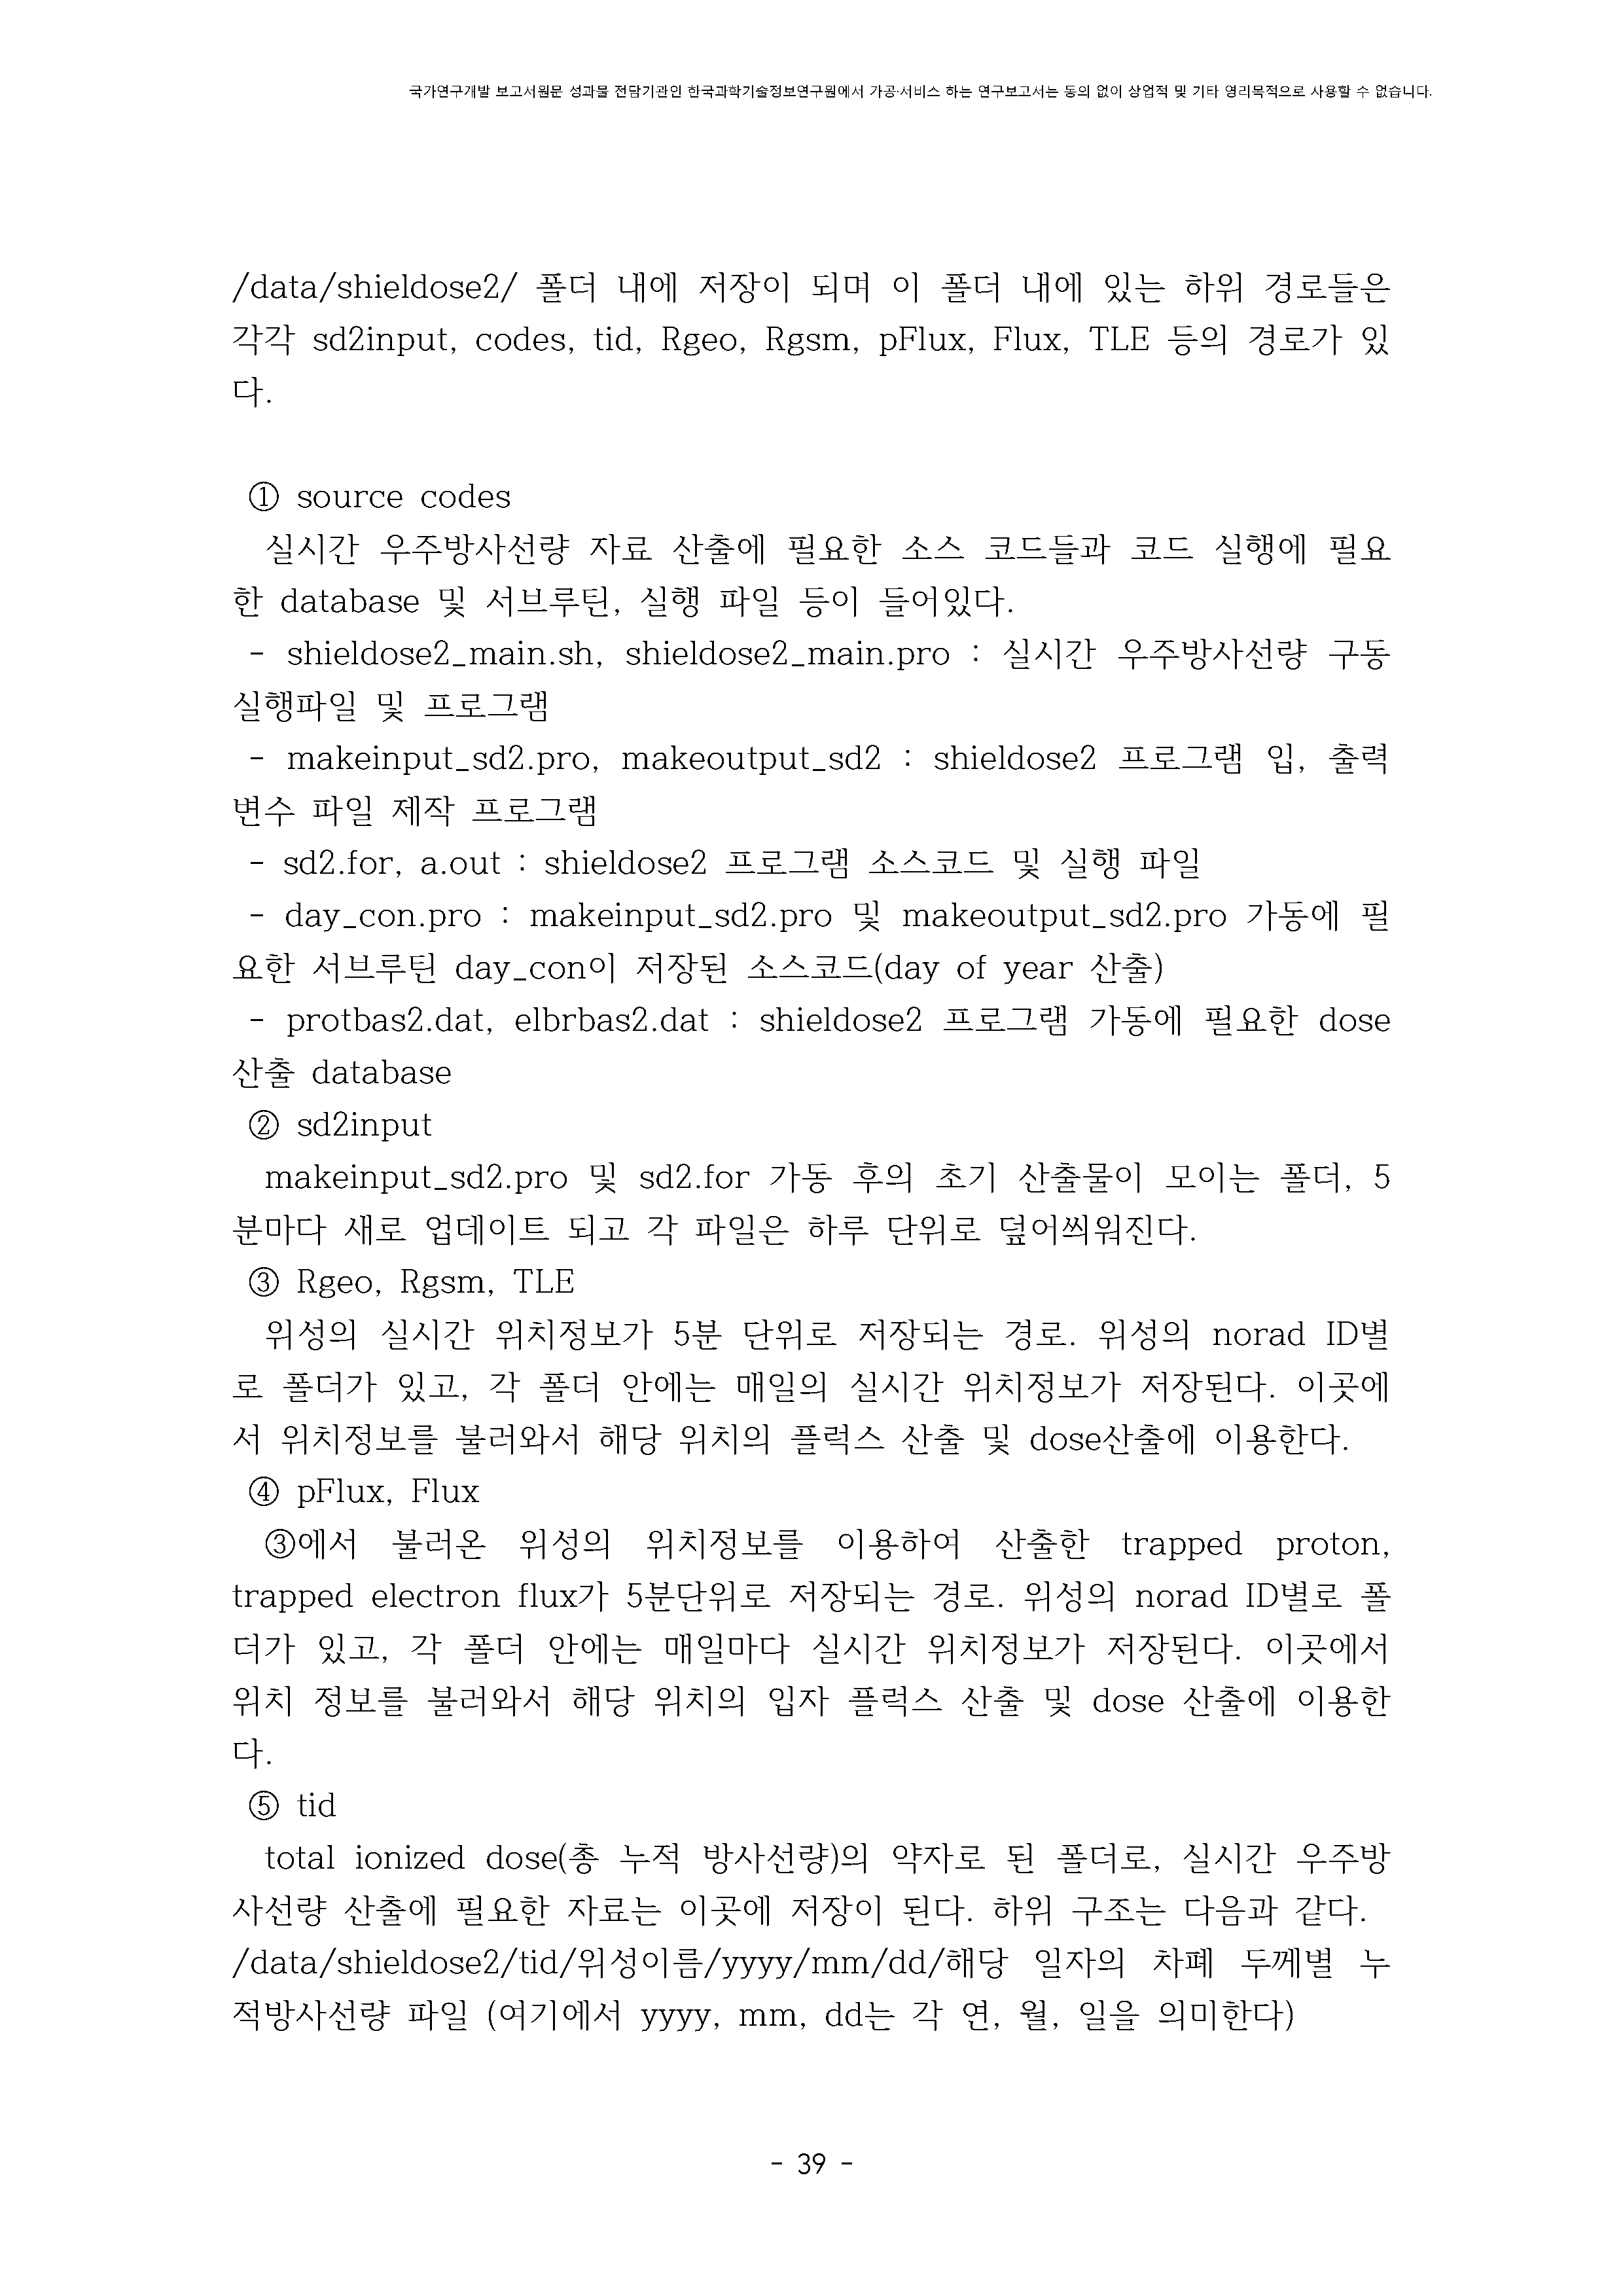 국가연구개발 보고서원문 성과물 전담기관인 한국과학기술정보연구원에서 가공·서비스 하는 연구보고서는 동의 없이 상업적 및 기타 영리목적으로 사용할 수 없습니다.
/data/shieldose2/ 폴더 내에 저장이 되며 이 폴더 내에 있는 하위 경로들은
각각 sd2input, codes, tid, Rgeo, Rgsm, pFlux, Flux, TLE 등의 경로가 있
다.
① source codes
실시간 우주방사선량 자료 산출에 필요한 소스 코드들과 코드 실행에 필요
한 database 및 서브루틴, 실행 파일 등이 들어있다.
- shieldose2_main.sh, shieldose2_main.pro : 실시간 우주방사선량 구동
실행파일 및 프로그램
- makeinput_sd2.pro, makeoutput_sd2 : shieldose2 프로그램 입, 출력
변수 파일 제작 프로그램
- sd2.for, a.out : shieldose2 프로그램 소스코드 및 실행 파일
- day_con.pro : makeinput_sd2.pro 및 makeoutput_sd2.pro 가동에 필
요한 서브루틴 day_con이 저장된 소스코드(day of year 산출)
- protbas2.dat, elbrbas2.dat : shieldose2 프로그램 가동에 필요한 dose
산출 database
② sd2input
makeinput_sd2.pro 및 sd2.for 가동 후의 초기 산출물이 모이는 폴더, 5
분마다 새로 업데이트 되고 각 파일은 하루 단위로 덮어씌워진다.
③ Rgeo, Rgsm, TLE
위성의 실시간 위치정보가 5분 단위로 저장되는 경로. 위성의 norad ID별
로 폴더가 있고, 각 폴더 안에는 매일의 실시간 위치정보가 저장된다. 이곳에
서 위치정보를 불러와서 해당 위치의 플럭스 산출 및 dose산출에 이용한다.
④ pFlux, Flux
③에서 불러온 위성의 위치정보를 이용하여 산출한 trapped proton,
trapped electron flux가 5분단위로 저장되는 경로. 위성의 norad ID별로 폴
더가 있고, 각 폴더 안에는 매일마다 실시간 위치정보가 저장된다. 이곳에서
위치 정보를 불러와서 해당 위치의 입자 플럭스 산출 및 dose 산출에 이용한
다.
⑤ tid
total ionized dose(총 누적 방사선량)의 약자로 된 폴더로, 실시간 우주방
사선량 산출에 필요한 자료는 이곳에 저장이 된다. 하위 구조는 다음과 같다.
/data/shieldose2/tid/위성이름/yyyy/mm/dd/해당 일자의 차폐 두께별 누
적방사선량 파일 (여기에서 yyyy, mm, dd는 각 연, 월, 일을 의미한다)
- 39 -